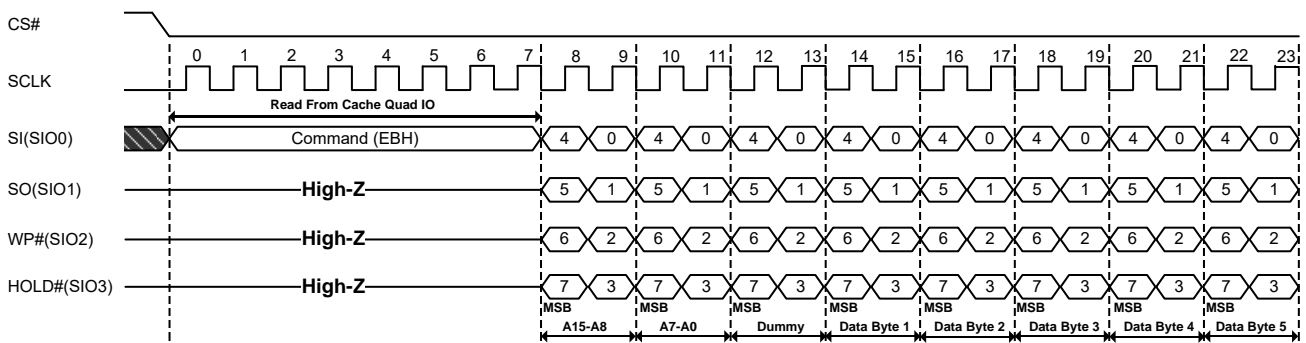 CS#
0 1 2 3 4 5 6 7 8 9 10 11 12 13 14 15 16 17 18 19 20 21 22 23
SCLK
Read From Cache Quad IO
SI(SIO0) Command (EBH) 4 0 4 0 4 0 4 0 4 0 4 0 4 0 4 0
SO(SIO1) High-Z 5 1 5 1 5 1 5 1 5 1 5 1 5 1 5 1
WP#(SIO2) High-Z 6 2 6 2 6 2 6 2 6 2 6 2 6 2 6 2
HOLD#(SIO3) High-Z 7 3 7 3 7 3 7 3 7 3 7 3 7 3 7 3
MSB MSB MSB MSB MSB MSB MSB MSB
A15-A8 A7-A0 Dummy Data Byte 1 Data Byte 2 Data Byte 3 Data Byte 4 Data Byte 5